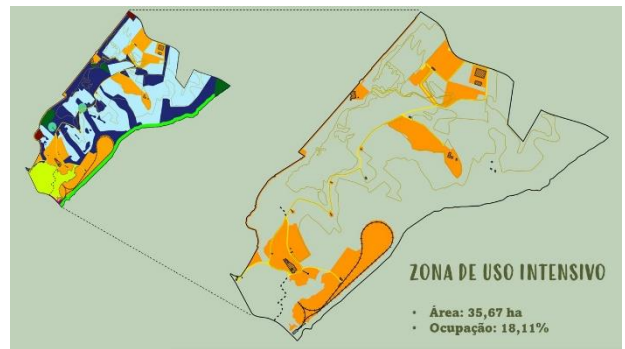 ZONA DE USO INTENSIVO
• Área: 35,67 ha
• Ocupação: 18,11%